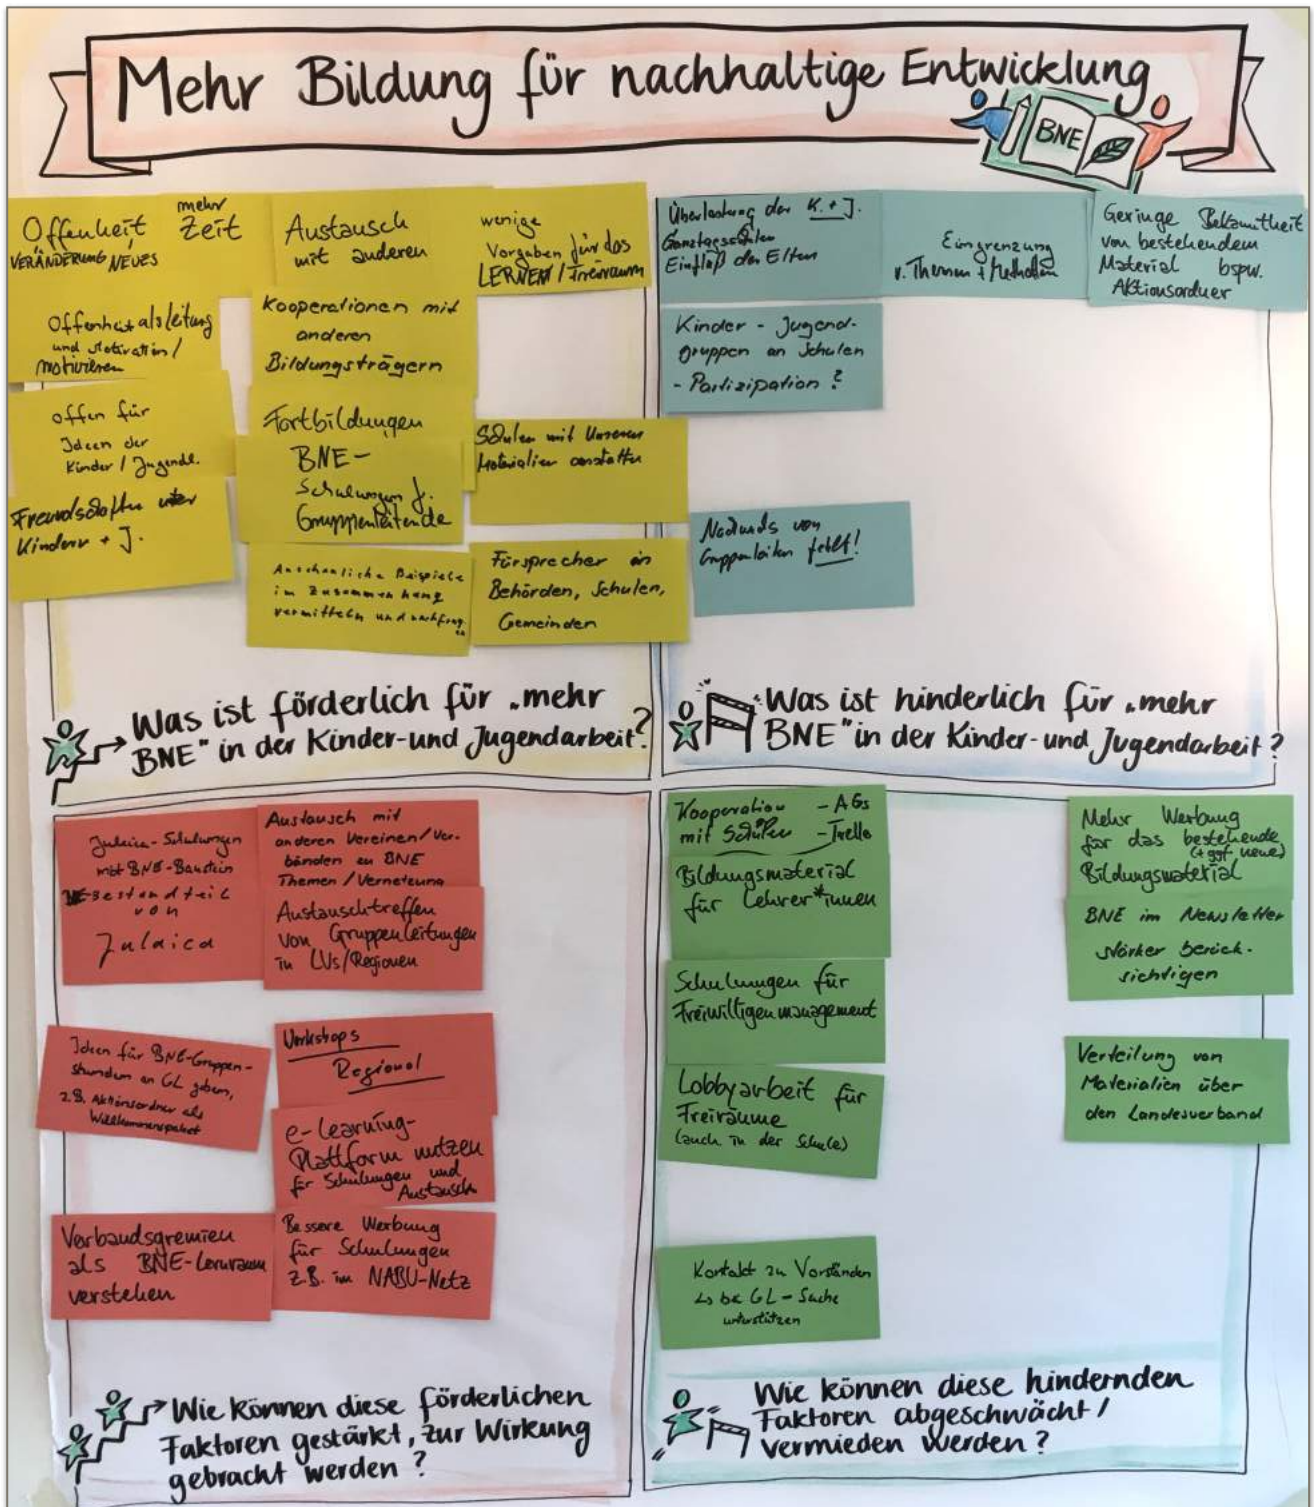 Mehr Bildung für nachhaltige Entwicklung
BNE
Offenheit
VERÄNDERUNG NEUES
mehr
Zeit
Austausch
mit anderen
wenige
Vorgaben für das
LERNEN / Freiraum
Offenheit als Leitung
und Motivation /
motivieren
Kooperationen mit
anderen
Bildungsträgern
offen für
Ideen der
Kinder / Jugendl.
Fortbildungen
BNE-
Schulungen f.
Gruppenleitende
Schulen mit unseren
Materialien ausstatten
Freundschaften unter
Kindern + J.
Anschauliche Beispiele
im Zusammenhang
vermitteln und nachfragen
Fürsprecher in
Behörden, Schulen,
Gemeinden
Was ist förderlich für "mehr
BNE" in der Kinder- und Jugendarbeit?
Überlastung der K. + J.
Ganztagsschulen
Einfluß der Eltern
Eingrenzung
v. Themen + Methoden
Geringe Bekanntheit
von bestehendem
Material bspw.
Aktionsordner
Kinder - Jugend-
gruppen an Schulen
- Partizipation?
Nachwuchs von
Gruppenleitern fehlt!
Was ist hinderlich für "mehr
BNE" in der Kinder- und Jugendarbeit?
Juleica-Schulungen
mit BNE-Baustein
Bestandteil
von
Juleica
Austausch mit
anderen Vereinen/Ver-
bänden zu BNE
Themen / Vernetzung
Austauschtreffen
von Gruppenleitungen
in LVs/Regionen
Ideen für BNE-Gruppen-
stunden an GL geben,
z.B. Aktionsordner als
Willkommenspaket
Workshops
Regional
e-Learning-
Plattform nutzen
für Schulungen und
Austausch
Verbandsgremien
als BNE-Lernraum
verstehen
Bessere Werbung
für Schulungen
z.B. im NABU-Netz
Wie können diese förderlichen
Faktoren gestärkt, zur Wirkung
gebracht werden?
Kooperation - AGs
mit Schulen
Bildungsmaterial
für Lehrer*innen
Schulungen für
Freiwilligenmanagement
Lobbyarbeit für
Freiräume
(auch in der Schule)
Kontakt zu Vorständen
GL-Suche
unterstützen
Mehr Werbung
für das bestehende
(+ ggf. neue)
Bildungsmaterial
BNE im Newsletter
stärker berück-
sichtigen
Verteilung von
Materialien über
den Landesverband
Wie können diese hindernden
Faktoren abgeschwächt /
vermieden werden?